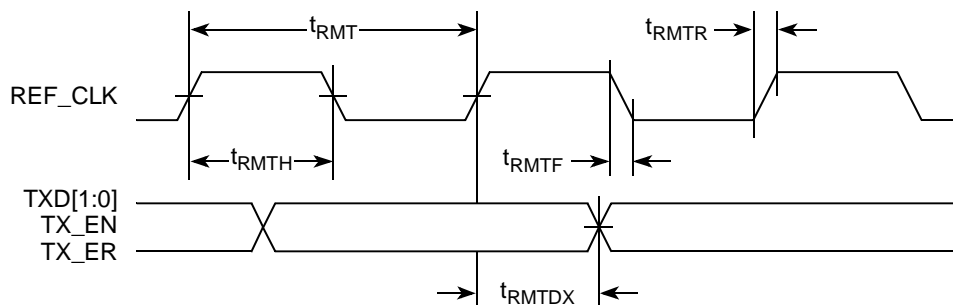 tRMT
tRMTR
REF_CLK
tRMTH
tRMTF
TXD[1:0]
TX_EN
TX_ER
tRMTDX